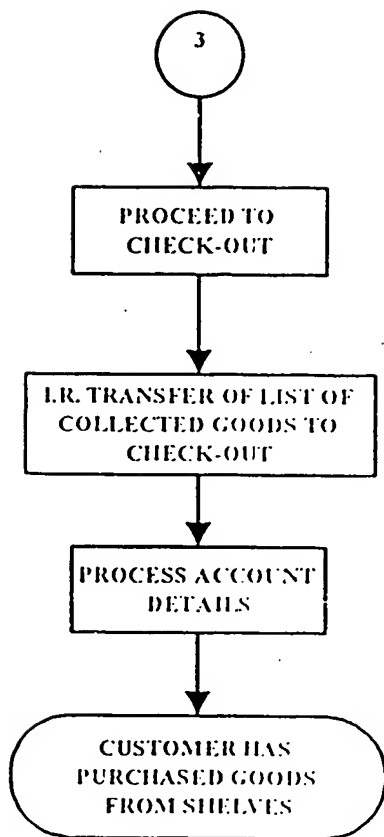 3
PROCEED TO
CHECK-OUT
I.R. TRANSFER OF LIST OF
COLLECTED GOODS TO
CHECK-OUT
PROCESS ACCOUNT
DETAILS
CUSTOMER HAS
PURCHASED GOODS
FROM SHELVES